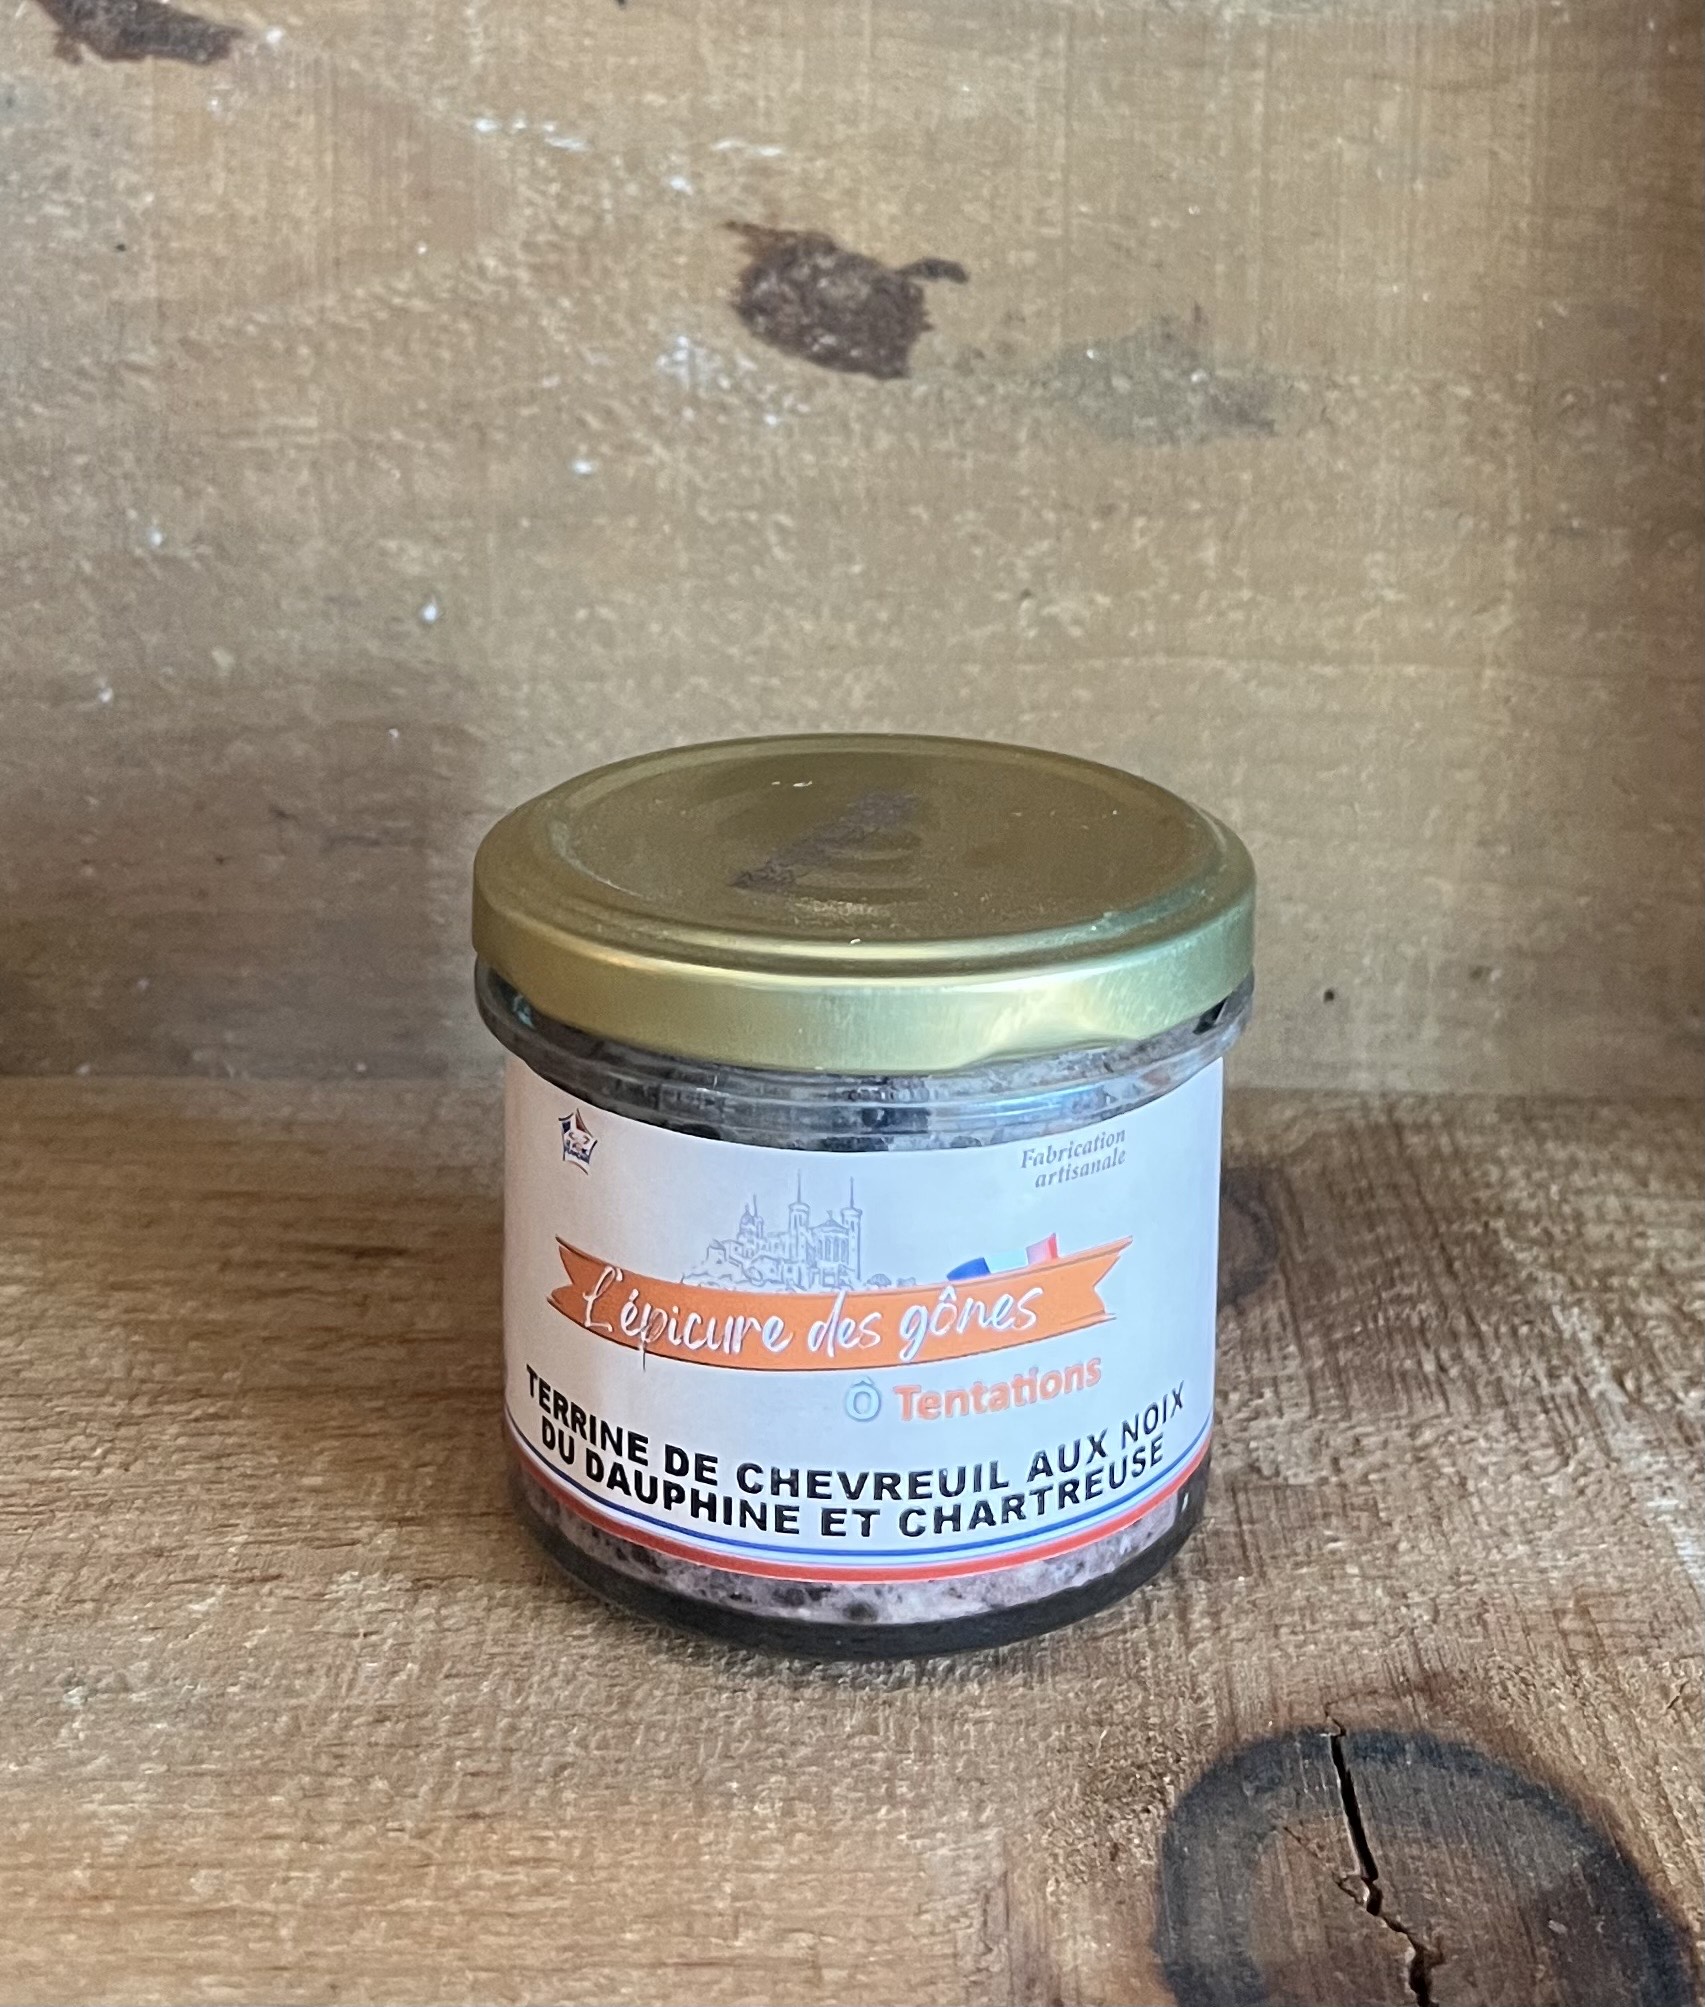 Fabrication
artisanale
L'épicure des gônes
Ô Tentations
TERRINE DE CHEVREUIL AUX NOIX
DU DAUPHINE ET CHARTREUSE